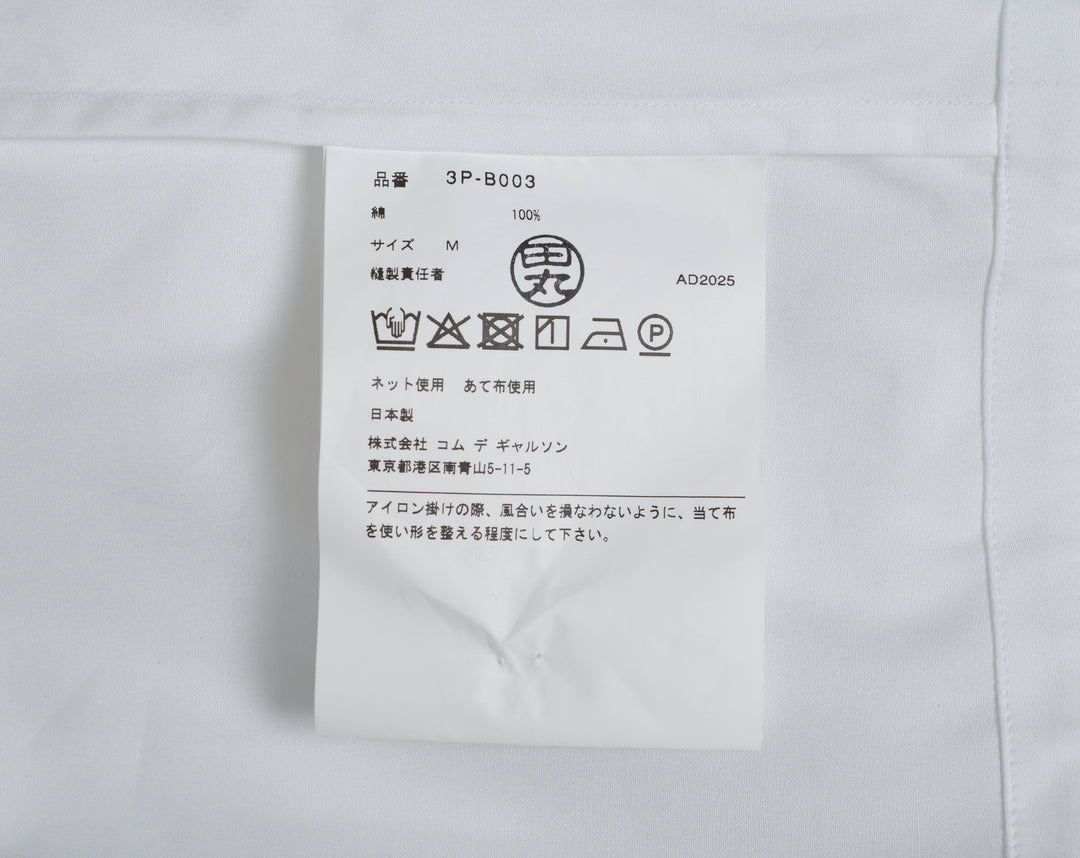 品番 3P-B003
綿 100%
サイズ M
縫製責任者 田丸 AD2025
P
ネット使用 あて布使用
日本製
株式会社 コム デ ギャルソン
東京都港区南青山5-11-5
アイロン掛けの際、風合いを損なわないように、当て布
を使い形を整える程度にして下さい。